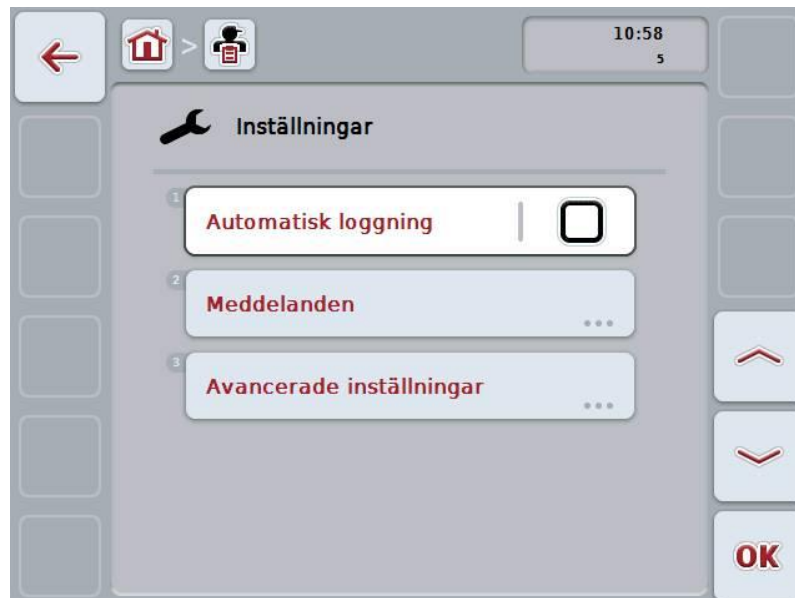 >
10:58
5
Inställningar
1
Automatisk loggning
2
Meddelanden
...
3
Avancerade inställningar
...
OK